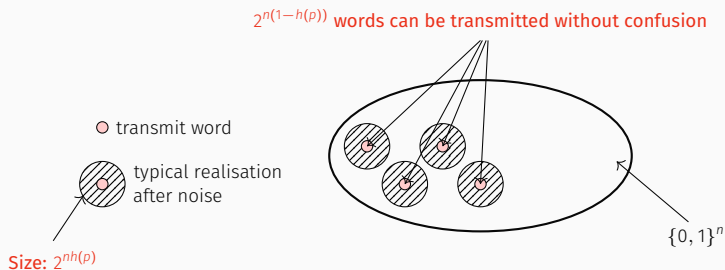 2^{n(1−h(p))} words can be transmitted without confusion
transmit word
typical realisation
after noise
{0, 1}^n
Size: 2^{nh(p)}